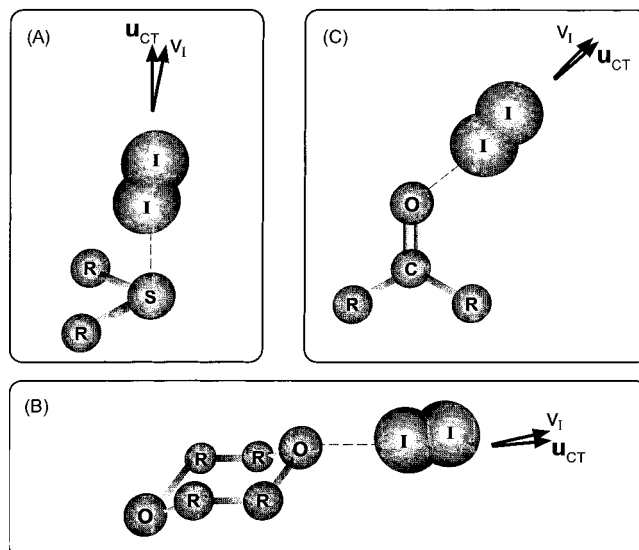 (A)
u_CT v_I
I
I
R
S
R
(C)
v_I
u_CT
I
I
O
C
R R
(B)
v_I
u_CT
I I
R R O
O R R